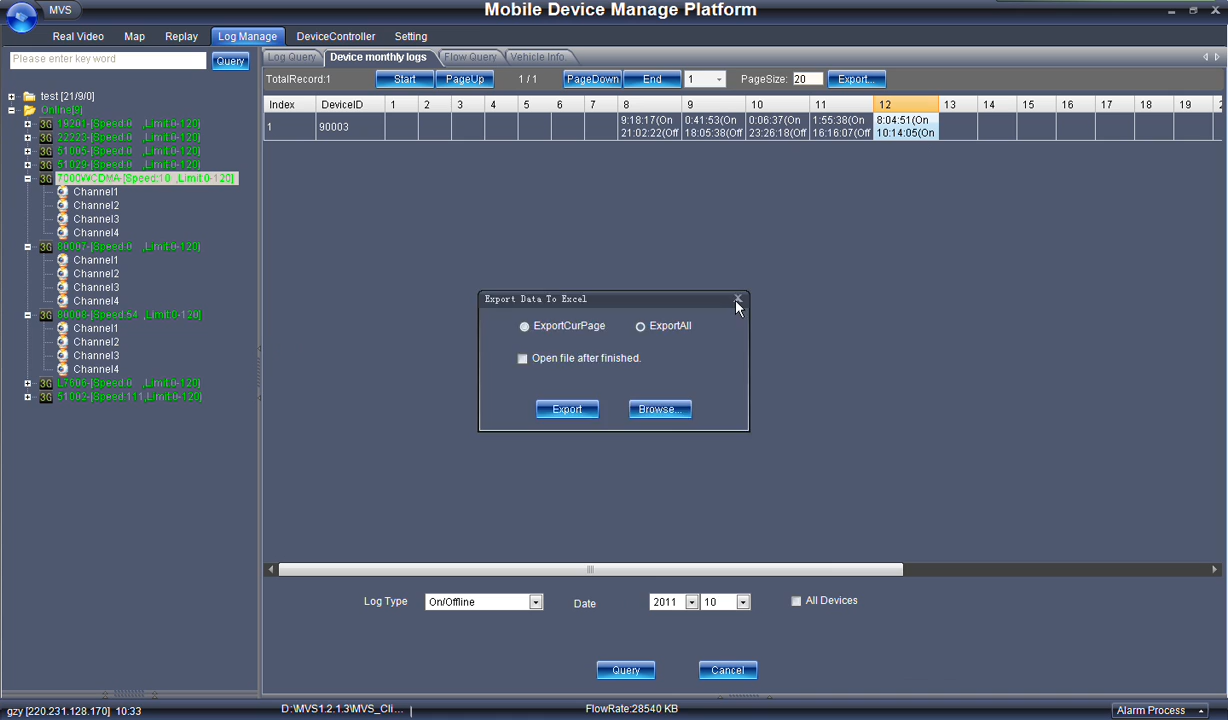 MVS
Mobile Device Manage Platform
Real Video Map Replay Log Manage DeviceController Setting
Please enter key word Query
Log Query Device monthly logs Flow Query Vehicle Info
TotalRecord:1 Start PageUp 1 / 1 PageDown End 1 PageSize: 20 Export...
test [21/9/0]
Online[9]
19201-[Speed:0 ,Limit:0-120]
22223-[Speed:0 ,Limit:0-120]
51005-[Speed:0 ,Limit:0-120]
51029-[Speed:0 ,Limit:0-120]
7000WCDMA-[Speed:10 ,Limit:0-120]
Channel1
Channel2
Channel3
Channel4
80007-[Speed:0 ,Limit:0-120]
Channel1
Channel2
Channel3
Channel4
80008-[Speed:54 ,Limit:0-120]
Channel1
Channel2
Channel3
Channel4
[Speed:0 ,Limit:0-120]
51002-[Speed:111,Limit:0-120]
Index DeviceID 1 2 3 4 5 6 7 8 9 10 11 12 13 14 15 16 17 18 19
1 90003
9:18:17(On 0:41:53(On 0:06:37(On 1:55:38(On 8:04:51(On
21:02:22(Off 18:05:38(Off 23:26:18(Off 16:16:07(Off 10:14:05(On
Export Data To Excel
ExportCurPage ExportAll
Open file after finished.
Export Browse...
Log Type On/Offline Date 2011 10 All Devices
Query Cancel
gzy [220.231.128.170] 10:33 D:\MVS1.2.1.3\MVS_Cli... FlowRate:28540 KB Alarm Process